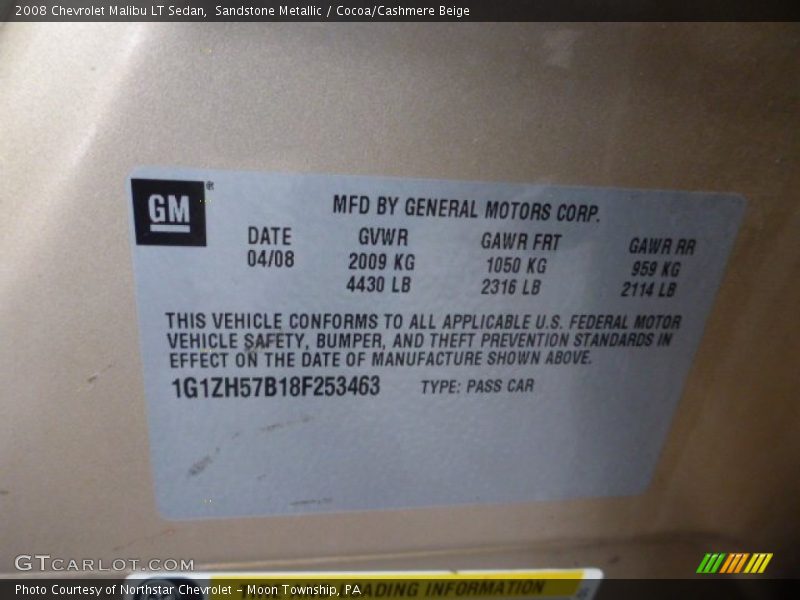 2008 Chevrolet Malibu LT Sedan,  Sandstone Metallic / Cocoa/Cashmere Beige
GM®
MFD BY GENERAL MOTORS CORP.
DATE GVWR GAWR FRT GAWR RR
04/08 2009 KG 1050 KG 959 KG
4430 LB 2316 LB 2114 LB
THIS VEHICLE CONFORMS TO ALL APPLICABLE U.S. FEDERAL MOTOR
VEHICLE SAFETY, BUMPER, AND THEFT PREVENTION STANDARDS IN
EFFECT ON THE DATE OF MANUFACTURE SHOWN ABOVE.
1G1ZH57B18F253463 TYPE: PASS CAR
GTCARLOT.COM
TIRE AND LOADING INFORMATION
Photo Courtesy of Northstar Chevrolet - Moon Township, PA